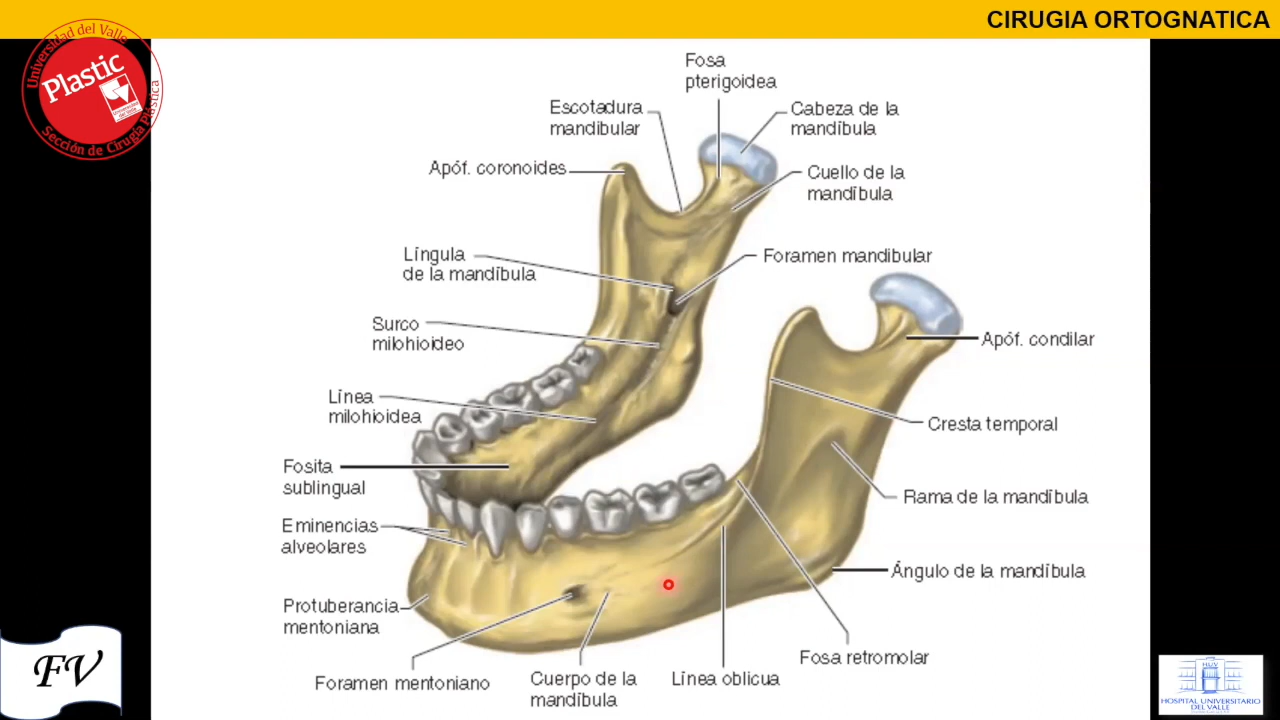 CIRUGIA ORTOGNATICA
Universidad del Valle
Plastic
Sección de Cirugía Plástica
Fosa
pterigoidea
Escotadura
mandibular
Cabeza de la
mandíbula
Apóf. coronoides
Cuello de la
mandíbula
Língula
de la mandíbula
Foramen mandibular
Surco
milohioideo
Apóf. condilar
Línea
milohioidea
Cresta temporal
Fosita
sublingual
Rama de la mandíbula
Eminencias
alveolares
Ángulo de la mandíbula
Protuberancia
mentoniana
Fosa retromolar
Foramen mentoniano
Cuerpo de la
mandíbula
Línea oblicua
FV
HUV
HOSPITAL UNIVERSITARIO
DEL VALLE